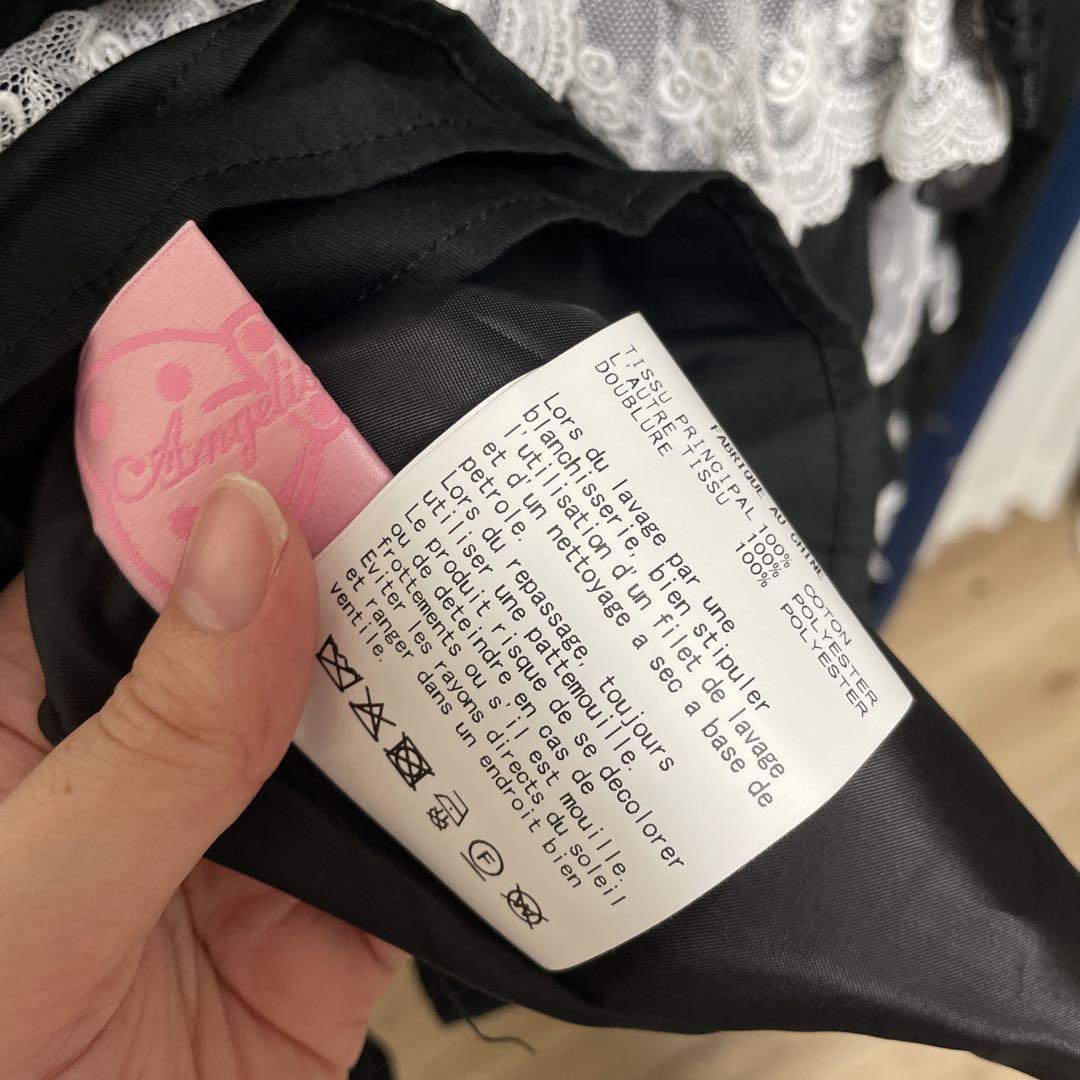 Angelic
FABRIQUE AU CHINE
TISSU PRINCIPAL 100% COTON
L'AUTRE TISSU 100% POLYESTER
DOUBLURE 100% POLYESTER
Lors du lavage par une
blanchisserie, bien stipuler
l'utilisation d'un filet de lavage
et d'un nettoyage a sec a base de
petrole.
Lors du repassage, toujours
utiliser une pattemouille.
Le produit risque de se decolorer
ou de deteindre en cas de
frottements ou s'il est mouille.
Eviter les rayons directs du soleil
et ranger dans un endroit bien
ventile.
F
W